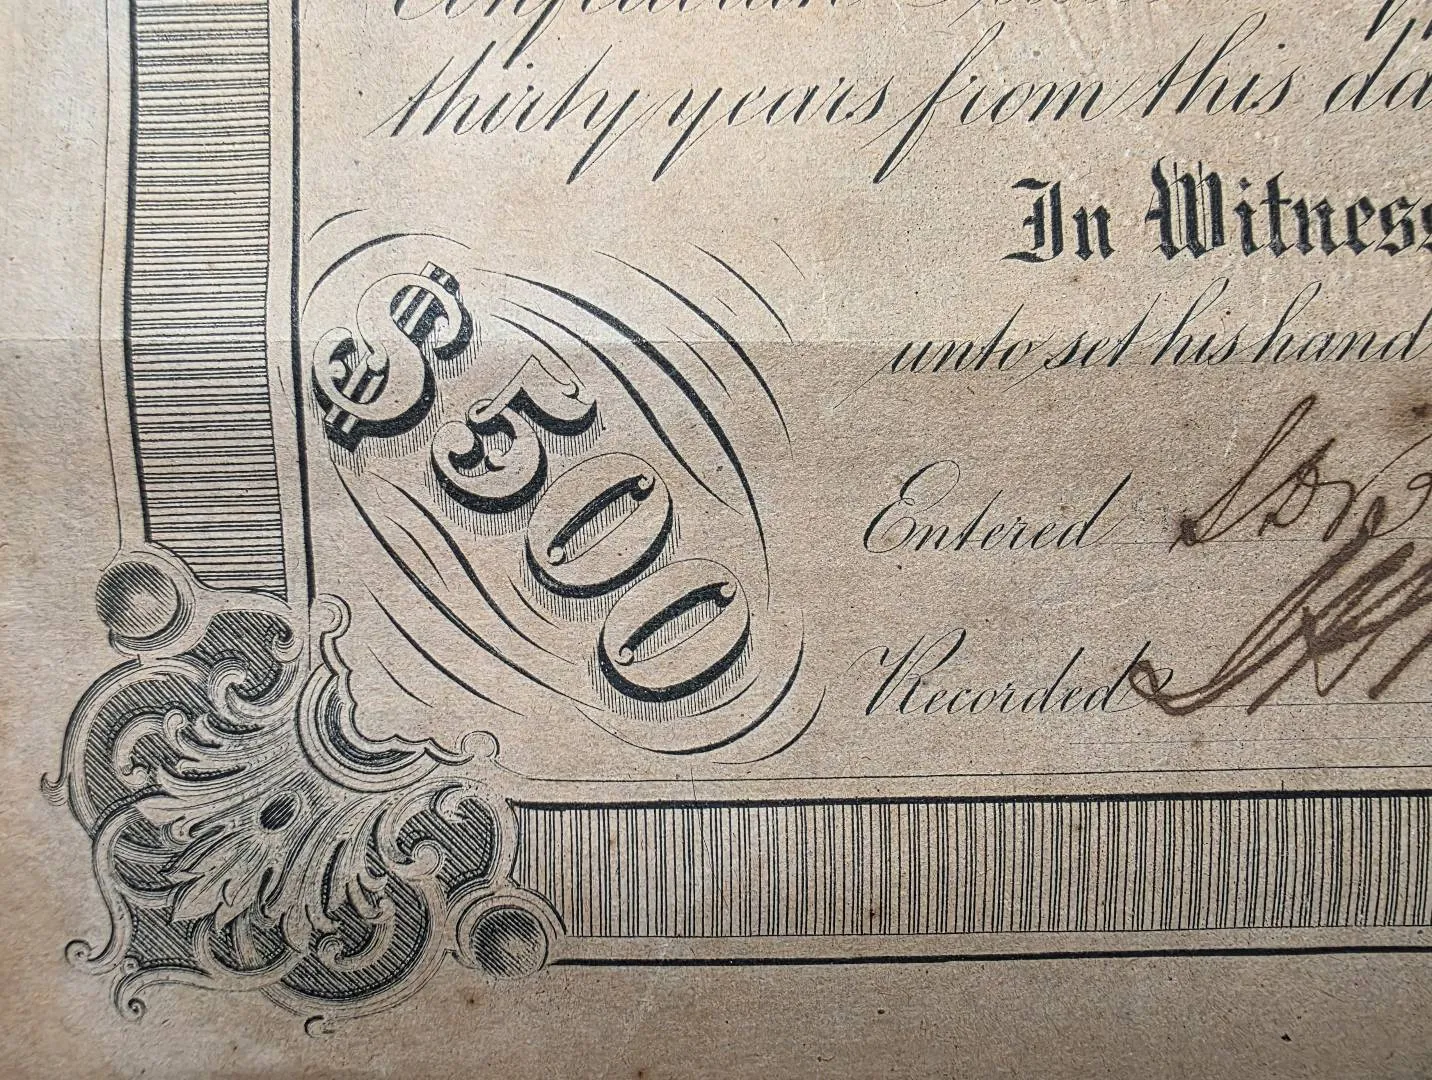 thirty years from this da
In Witness
unto set his hand
$500
Entered
Recorded